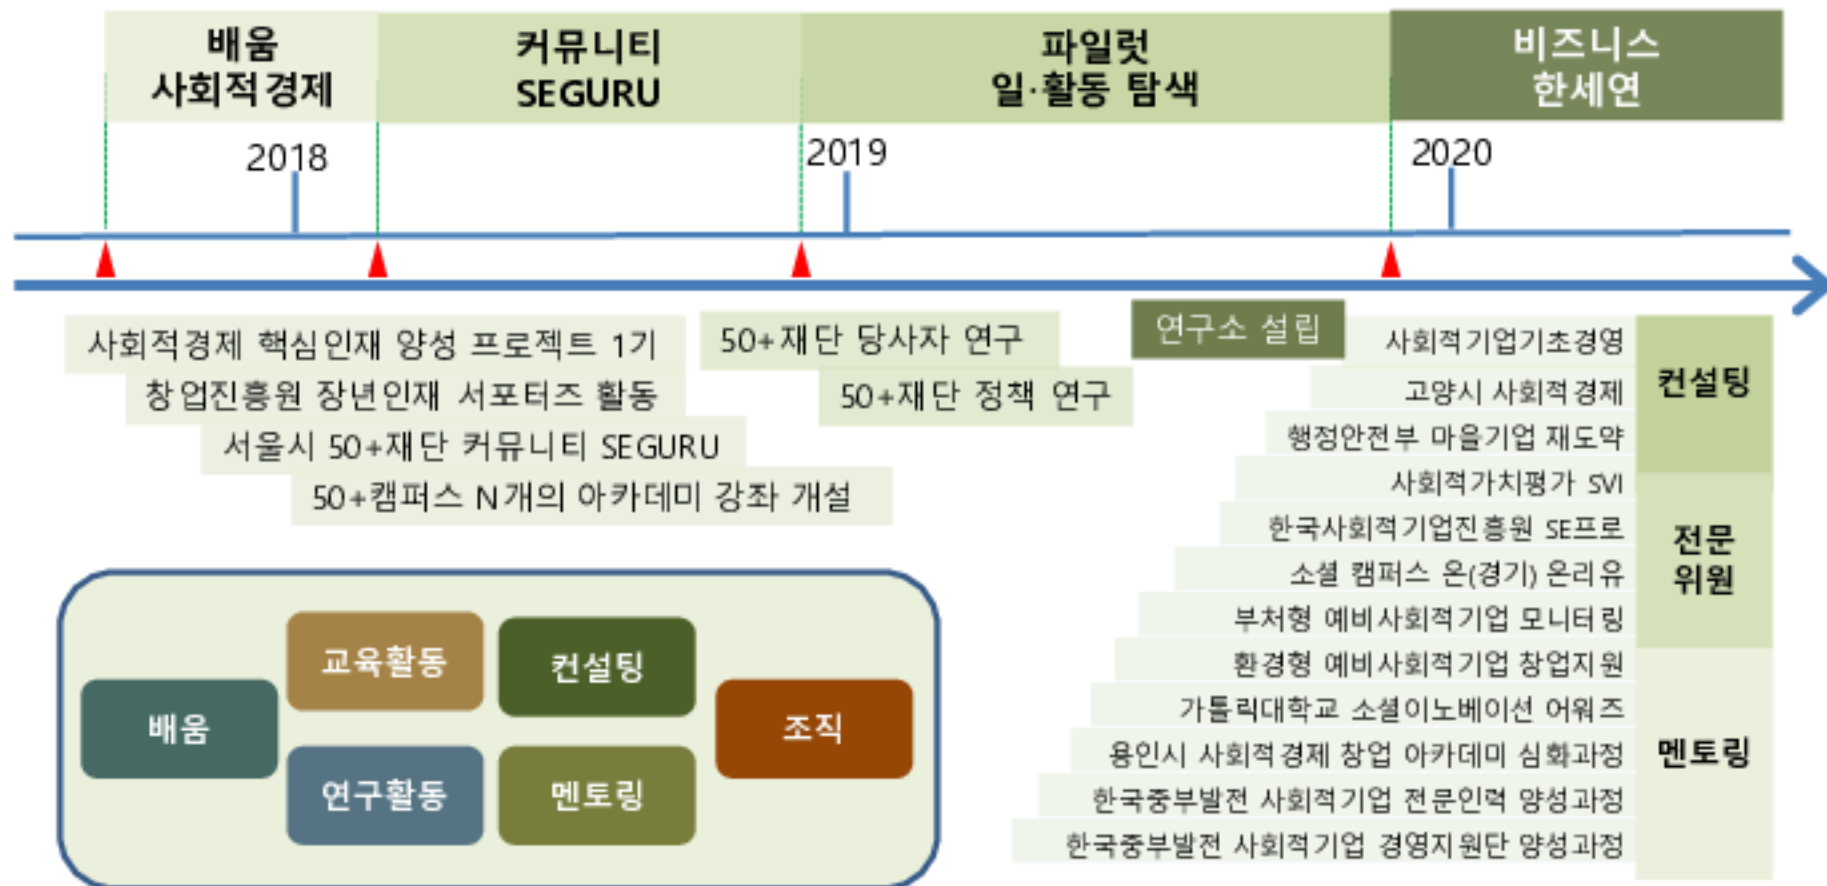 배움
사회적경제
커뮤니티
SEGURU
파일럿
일·활동 탐색
비즈니스
한세연
2018
2019
2020
사회적경제 핵심인재 양성 프로젝트 1기
창업진흥원 장년인재 서포터즈 활동
서울시 50+재단 커뮤니티 SEGURU
50+캠퍼스 N개의 아카데미 강좌 개설
50+재단 당사자 연구
50+재단 정책 연구
연구소 설립
사회적기업기초경영
고양시 사회적경제
행정안전부 마을기업 재도약
사회적가치평가 SVI
한국사회적기업진흥원 SE프로
소셜 캠퍼스 온(경기) 온리유
부처형 예비사회적기업 모니터링
환경형 예비사회적기업 창업지원
가톨릭대학교 소셜이노베이션 어워즈
용인시 사회적경제 창업 아카데미 심화과정
한국중부발전 사회적기업 전문인력 양성과정
한국중부발전 사회적기업 경영지원단 양성과정
컨설팅
전문
위원
멘토링
배움
교육활동
연구활동
컨설팅
멘토링
조직